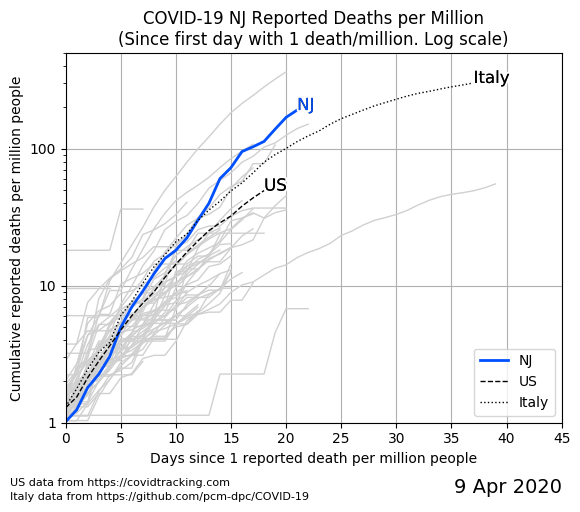 COVID-19 NJ Reported Deaths per Million
(Since first day with 1 death/million. Log scale)
Cumulative reported deaths per million people
100
10
1
Italy
NJ
US
NJ
US
Italy
0 5 10 15 20 25 30 35 40 45
Days since 1 reported death per million people
US data from https://covidtracking.com
Italy data from https://github.com/pcm-dpc/COVID-19
9 Apr 2020